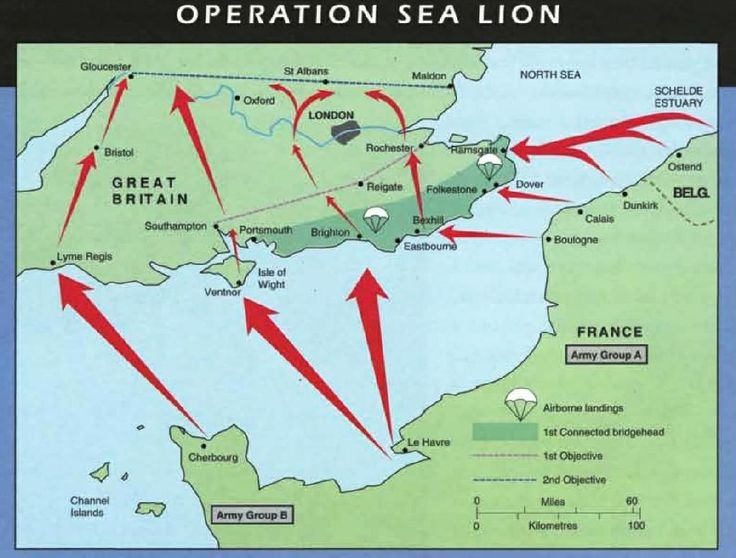 OPERATION SEA LION
Gloucester
St Albans
Maldon
NORTH SEA
SCHELDE
ESTUARY
Oxford
LONDON
Bristol
Rochester
Ramsgate
Ostend
GREAT
BRITAIN
Reigate
Folkestone
Dover
BELG.
Dunkirk
Southampton
Portsmouth
Brighton
Bexhill
Calais
Eastbourne
Boulogne
Lyme Regis
Isle of
Wight
Ventnor
FRANCE
Army Group A
Airborne landings
1st Connected bridgehead
Le Havre
1st Objective
Cherbourg
2nd Objective
Channel
Islands
Army Group B
0 Miles 60
0 Kilometres 100